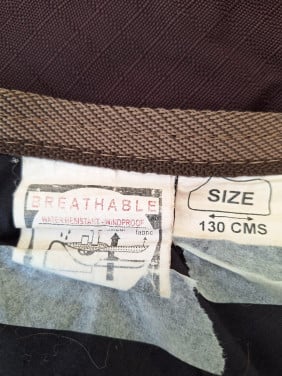 BREATHABLE
WATER RESISTANT - WINDPROOF
fabric
SIZE
130 CMS